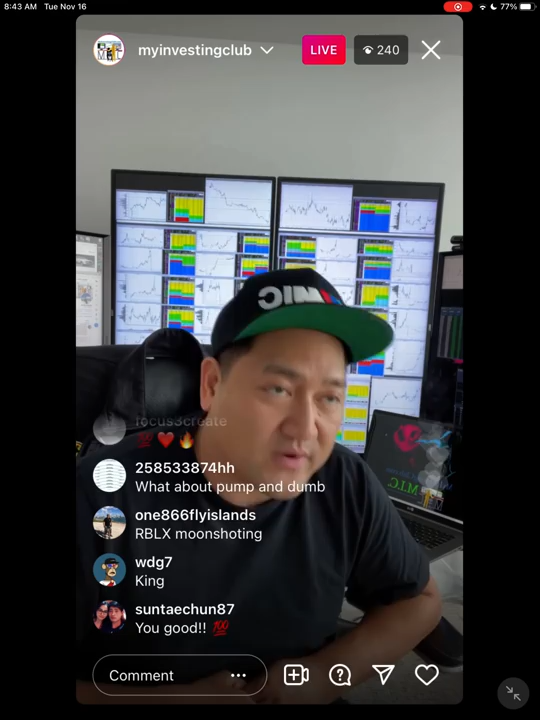 8:43 AM Tue Nov 16
77%
myinvestingclub
LIVE
240
focus3create
💯 ❤️ 🔥
258533874hh
What about pump and dumb
one866flyislands
RBLX moonshoting
wdg7
King
suntaechun87
You good!! 💯
Comment